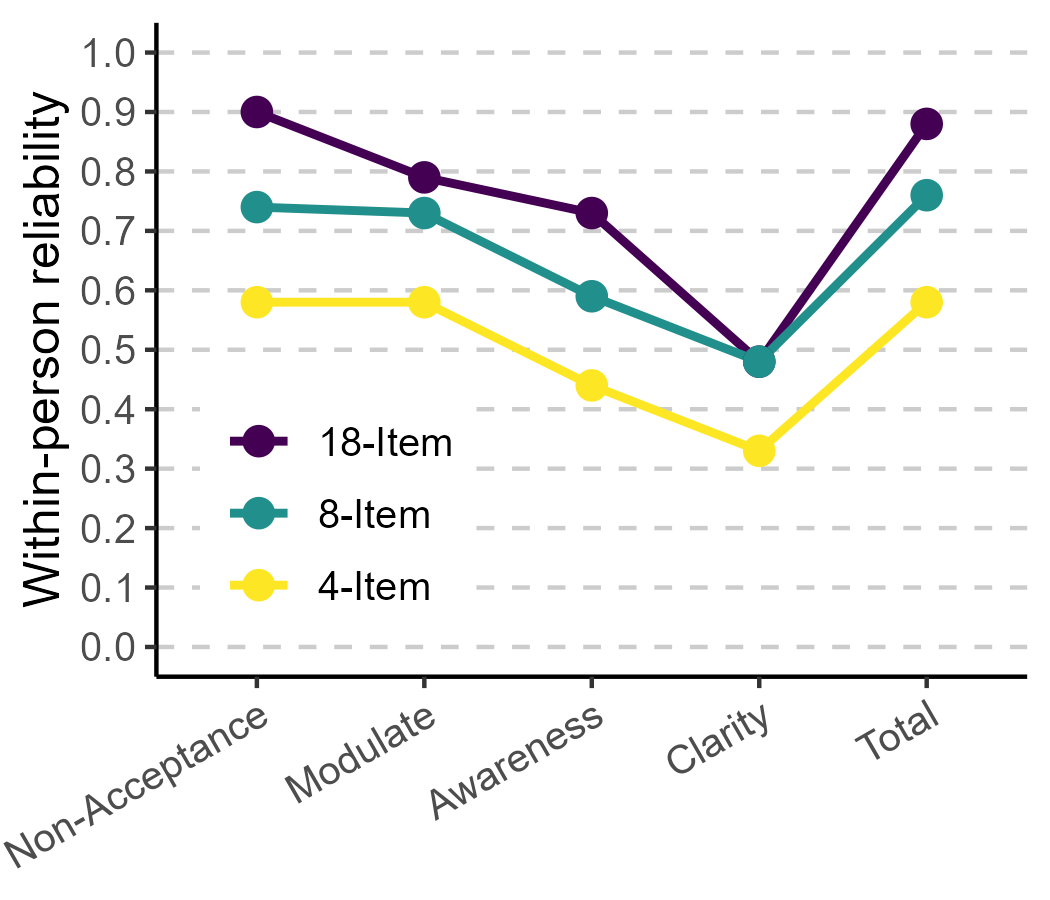 Within-person reliability
1.0
0.9
0.8
0.7
0.6
0.5
0.4
0.3
0.2
0.1
0.0
18-Item
8-Item
4-Item
Non-Acceptance
Modulate
Awareness
Clarity
Total